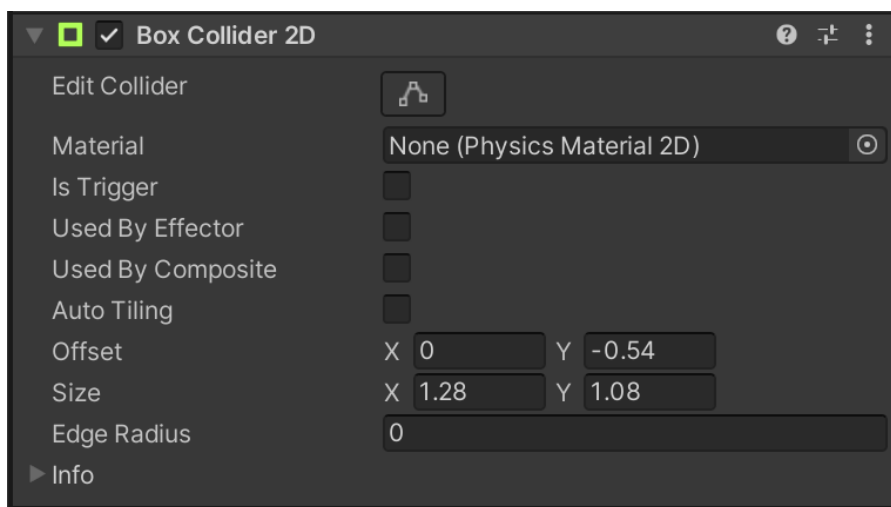 Box Collider 2D
Edit Collider
Material None (Physics Material 2D)
Is Trigger
Used By Effector
Used By Composite
Auto Tiling
Offset X 0 Y -0.54
Size X 1.28 Y 1.08
Edge Radius 0
Info